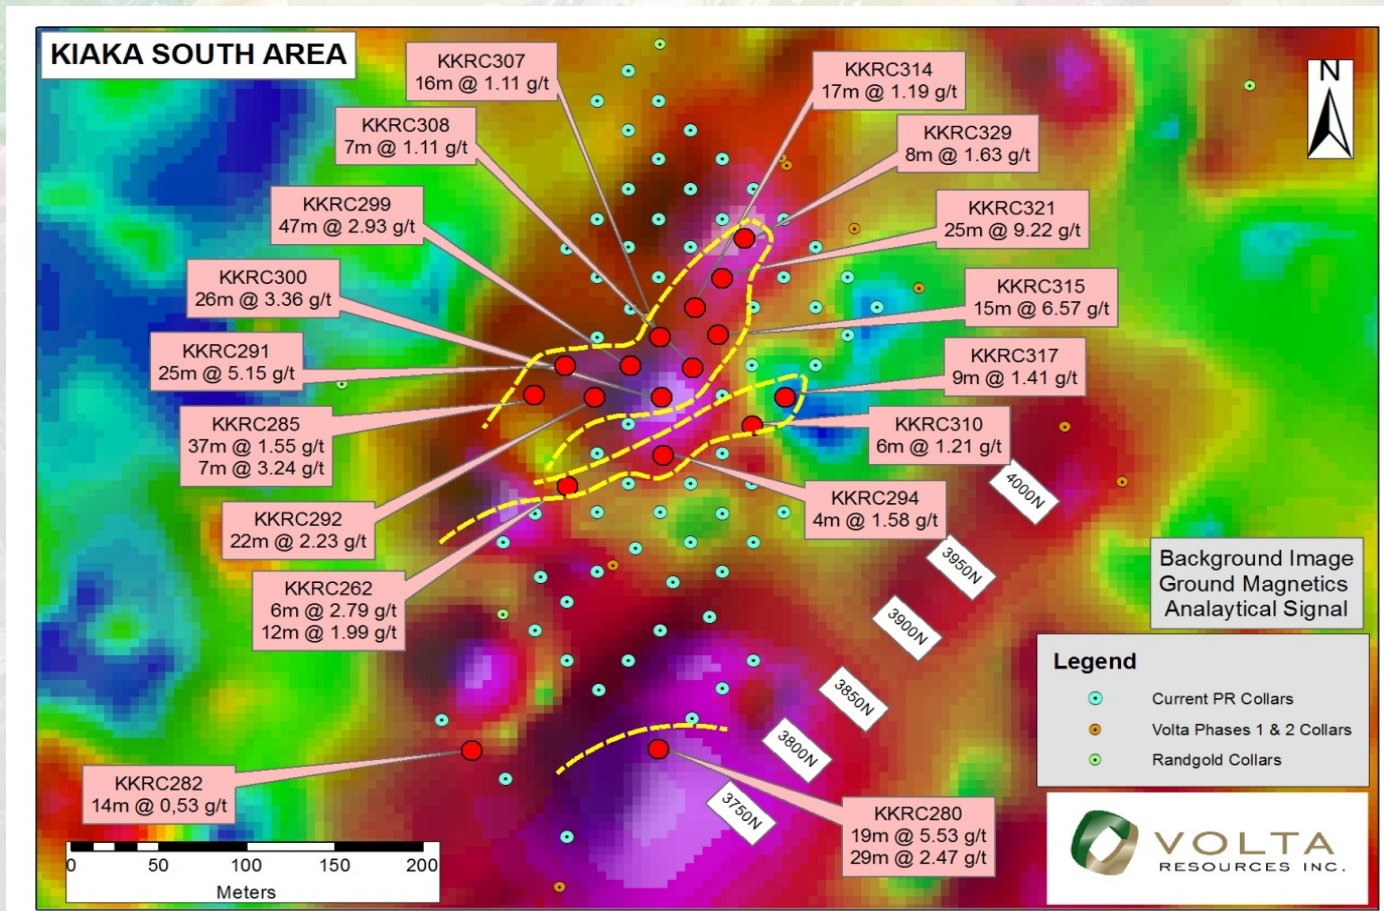 KIAKA SOUTH AREA
KKRC307
16m @ 1.11 g/t
KKRC308
7m @ 1.11 g/t
KKRC299
47m @ 2.93 g/t
KKRC300
26m @ 3.36 g/t
KKRC291
25m @ 5.15 g/t
KKRC285
37m @ 1.55 g/t
7m @ 3.24 g/t
KKRC292
22m @ 2.23 g/t
KKRC262
6m @ 2.79 g/t
12m @ 1.99 g/t
KKRC282
14m @ 0,53 g/t
KKRC314
17m @ 1.19 g/t
KKRC329
8m @ 1.63 g/t
KKRC321
25m @ 9.22 g/t
KKRC315
15m @ 6.57 g/t
KKRC317
9m @ 1.41 g/t
KKRC310
6m @ 1.21 g/t
KKRC294
4m @ 1.58 g/t
KKRC280
19m @ 5.53 g/t
29m @ 2.47 g/t
N
4000N
3950N
3900N
3850N
3800N
3750N
Background Image
Ground Magnetics
Analaytical Signal
Legend
Current PR Collars
Volta Phases 1 & 2 Collars
Randgold Collars
VOLTA
RESOURCES INC.
0 50 100 150 200
Meters